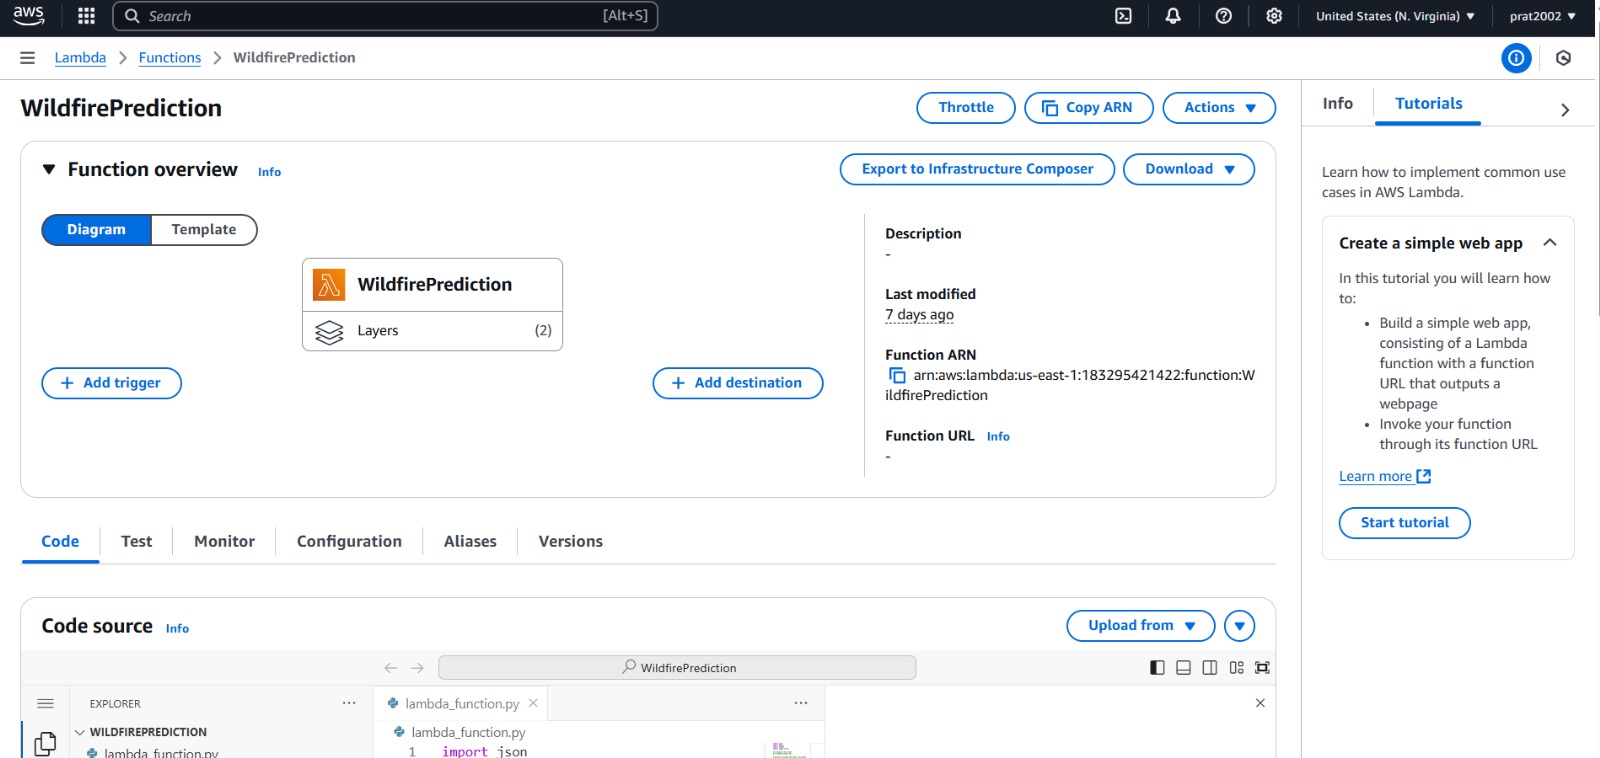 aws
Search
[Alt+S]
United States (N. Virginia)
prat2002
Lambda
Functions
WildfirePrediction
WildfirePrediction
Throttle
Copy ARN
Actions
Info
Tutorials
Function overview
Info
Export to Infrastructure Composer
Download
Learn how to implement common use
cases in AWS Lambda.
Diagram
Template
WildfirePrediction
Layers
(2)
Add trigger
Add destination
Description
-
Last modified
7 days ago
Function ARN
arn:aws:lambda:us-east-1:183295421422:function:W
ildfirePrediction
Function URL
Info
-
Create a simple web app
In this tutorial you will learn how
to:
• Build a simple web app,
consisting of a Lambda
function with a function
URL that outputs a
webpage
• Invoke your function
through its function URL
Learn more
Start tutorial
Code
Test
Monitor
Configuration
Aliases
Versions
Code source
Info
Upload from
WildfirePrediction
EXPLORER
lambda_function.py
WILDFIREPREDICTION
lambda_function.py
lambda_function.py
1 import json